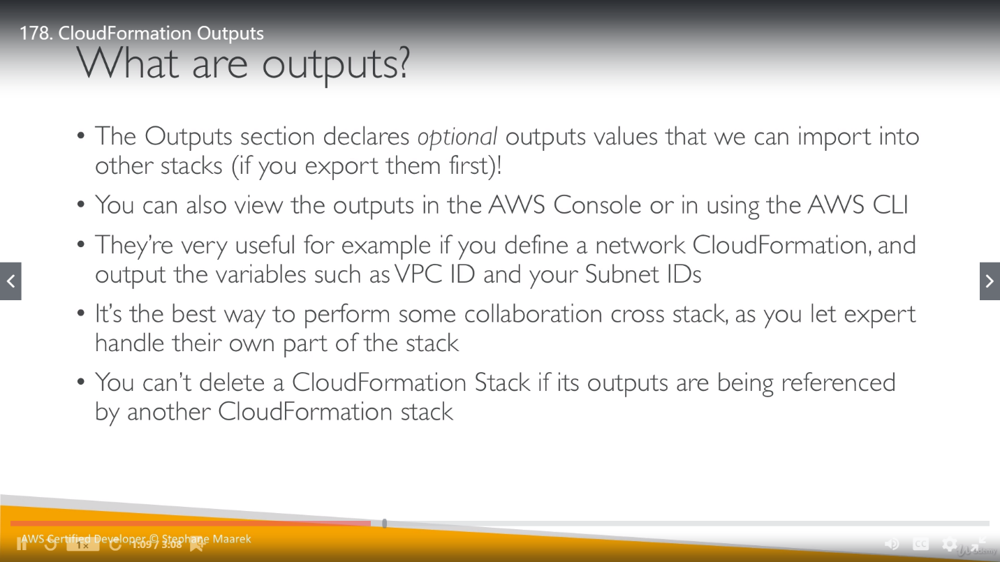 178. CloudFormation Outputs
What are outputs?
• The Outputs section declares optional outputs values that we can import into
other stacks (if you export them first)!
• You can also view the outputs in the AWS Console or in using the AWS CLI
• They're very useful for example if you define a network CloudFormation, and
output the variables such as VPC ID and your Subnet IDs
• It's the best way to perform some collaboration cross stack, as you let expert
handle their own part of the stack
• You can't delete a CloudFormation Stack if its outputs are being referenced
by another CloudFormation stack
AWS Certified Developer © Stephane Maarek
1x 1:09 / 3:08 CC
Udemy